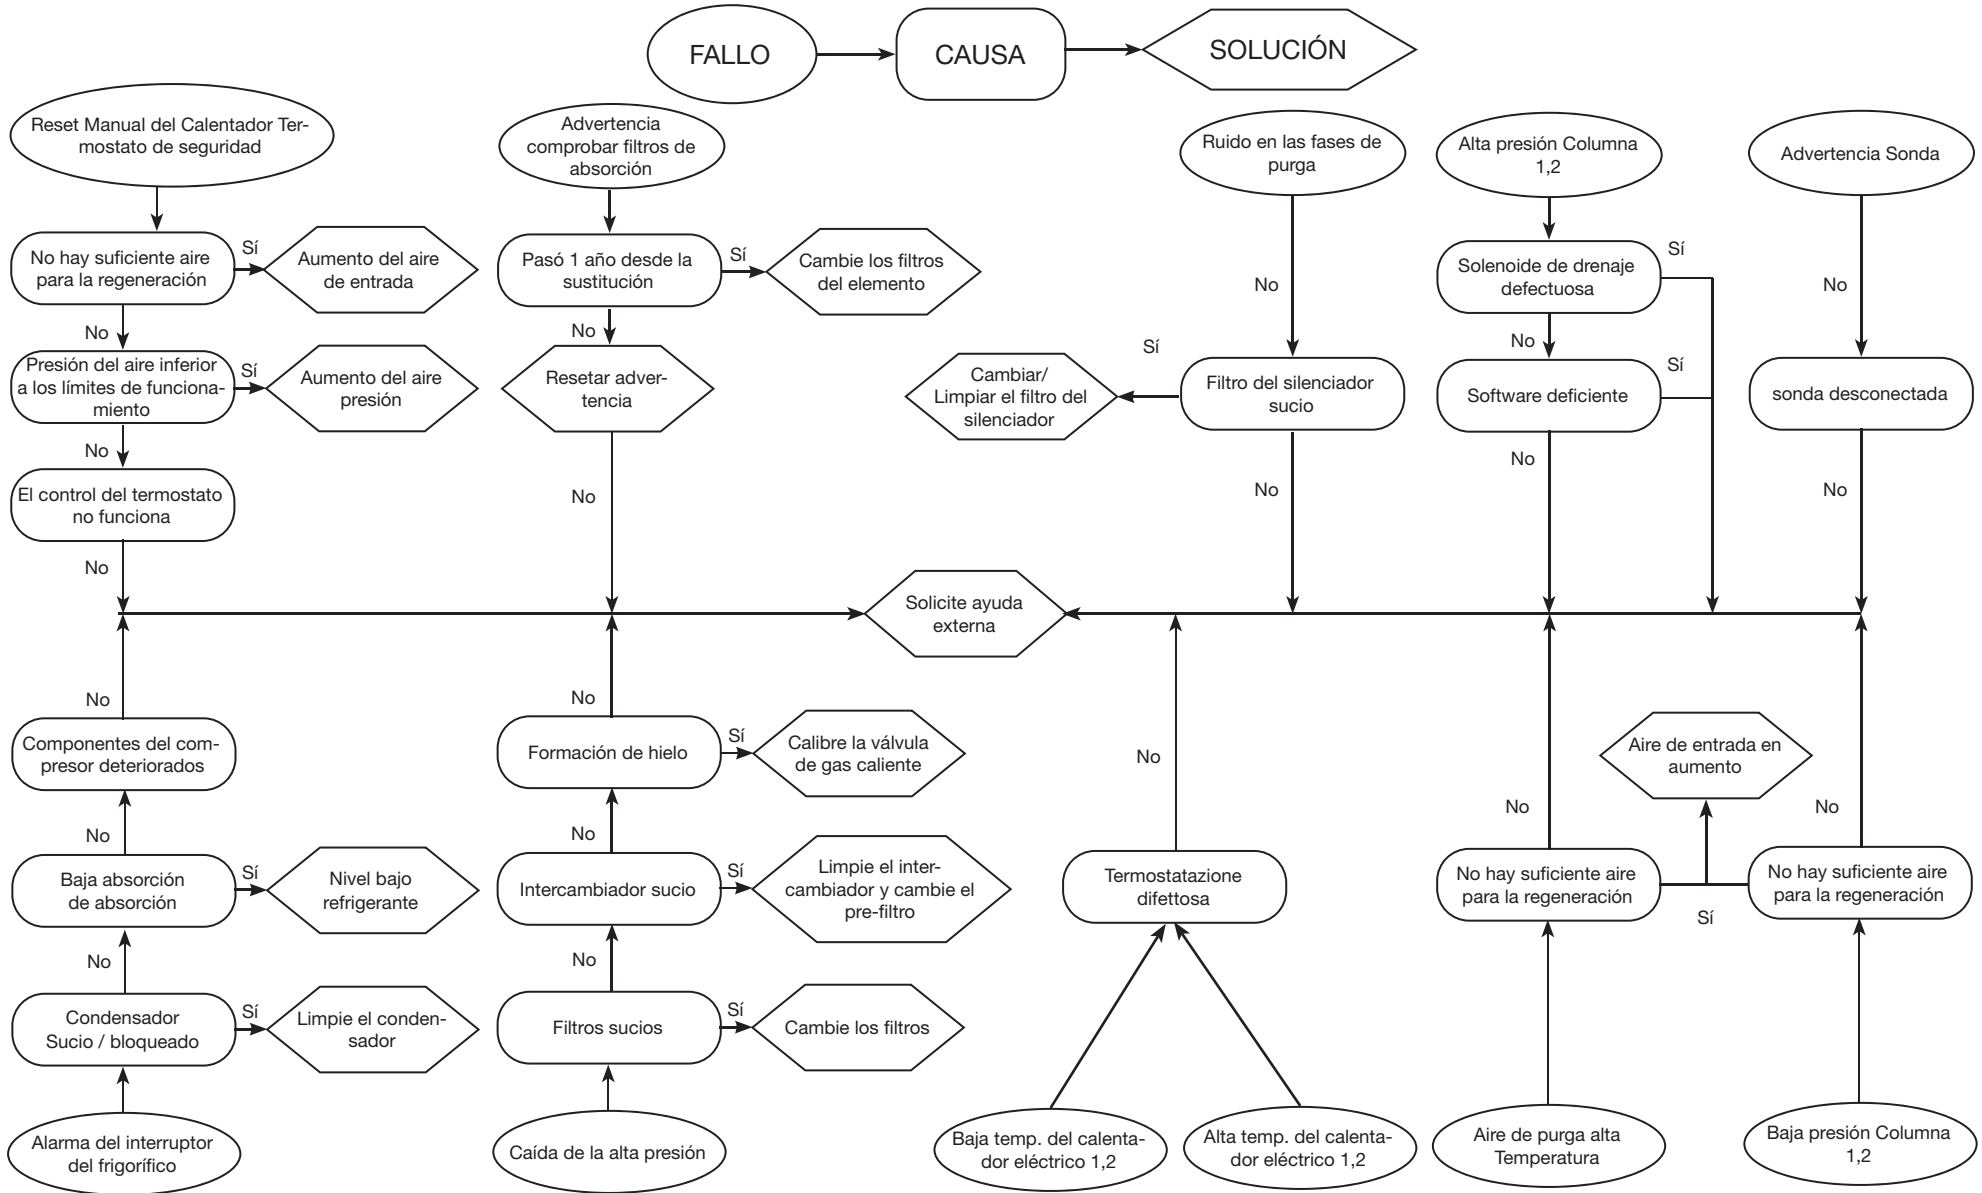 FALLO
CAUSA
SOLUCIÓN
Reset Manual del Calentador Ter-
mostato de seguridad
No hay suficiente aire
para la regeneración
Sí
Aumento del aire
de entrada
No
Presión del aire inferior
a los límites de funciona-
miento
Sí
Aumento del aire
presión
No
El control del termostato
no funciona
No
Advertencia
comprobar filtros de
absorción
Pasó 1 año desde la
sustitución
Sí
Cambie los filtros
del elemento
No
Resetar adver-
tencia
No
Ruido en las fases de
purga
No
Filtro del silenciador
sucio
Sí
Cambiar/
Limpiar el filtro del
silenciador
No
Alta presión Columna
1,2
Solenoide de drenaje
defectuosa
Sí
No
Software deficiente
Sí
No
Advertencia Sonda
No
sonda desconectada
No
Solicite ayuda
externa
No
Componentes del com-
presor deteriorados
No
Baja absorción
de absorción
Sí
Nivel bajo
refrigerante
No
Condensador
Sucio / bloqueado
Sí
Limpie el conden-
sador
Alarma del interruptor
del frigorífico
No
Formación de hielo
Sí
Calibre la válvula
de gas caliente
No
Intercambiador sucio
Sí
Limpie el inter-
cambiador y cambie el
pre-filtro
No
Filtros sucios
Sí
Cambie los filtros
Caída de la alta presión
No
Termostatazione
difettosa
Baja temp. del calenta-
dor eléctrico 1,2
Alta temp. del calenta-
dor eléctrico 1,2
Aire de entrada en
aumento
No
No hay suficiente aire
para la regeneración
Sí
Aire de purga alta
Temperatura
No
No hay suficiente aire
para la regeneración
Baja presión Columna
1,2